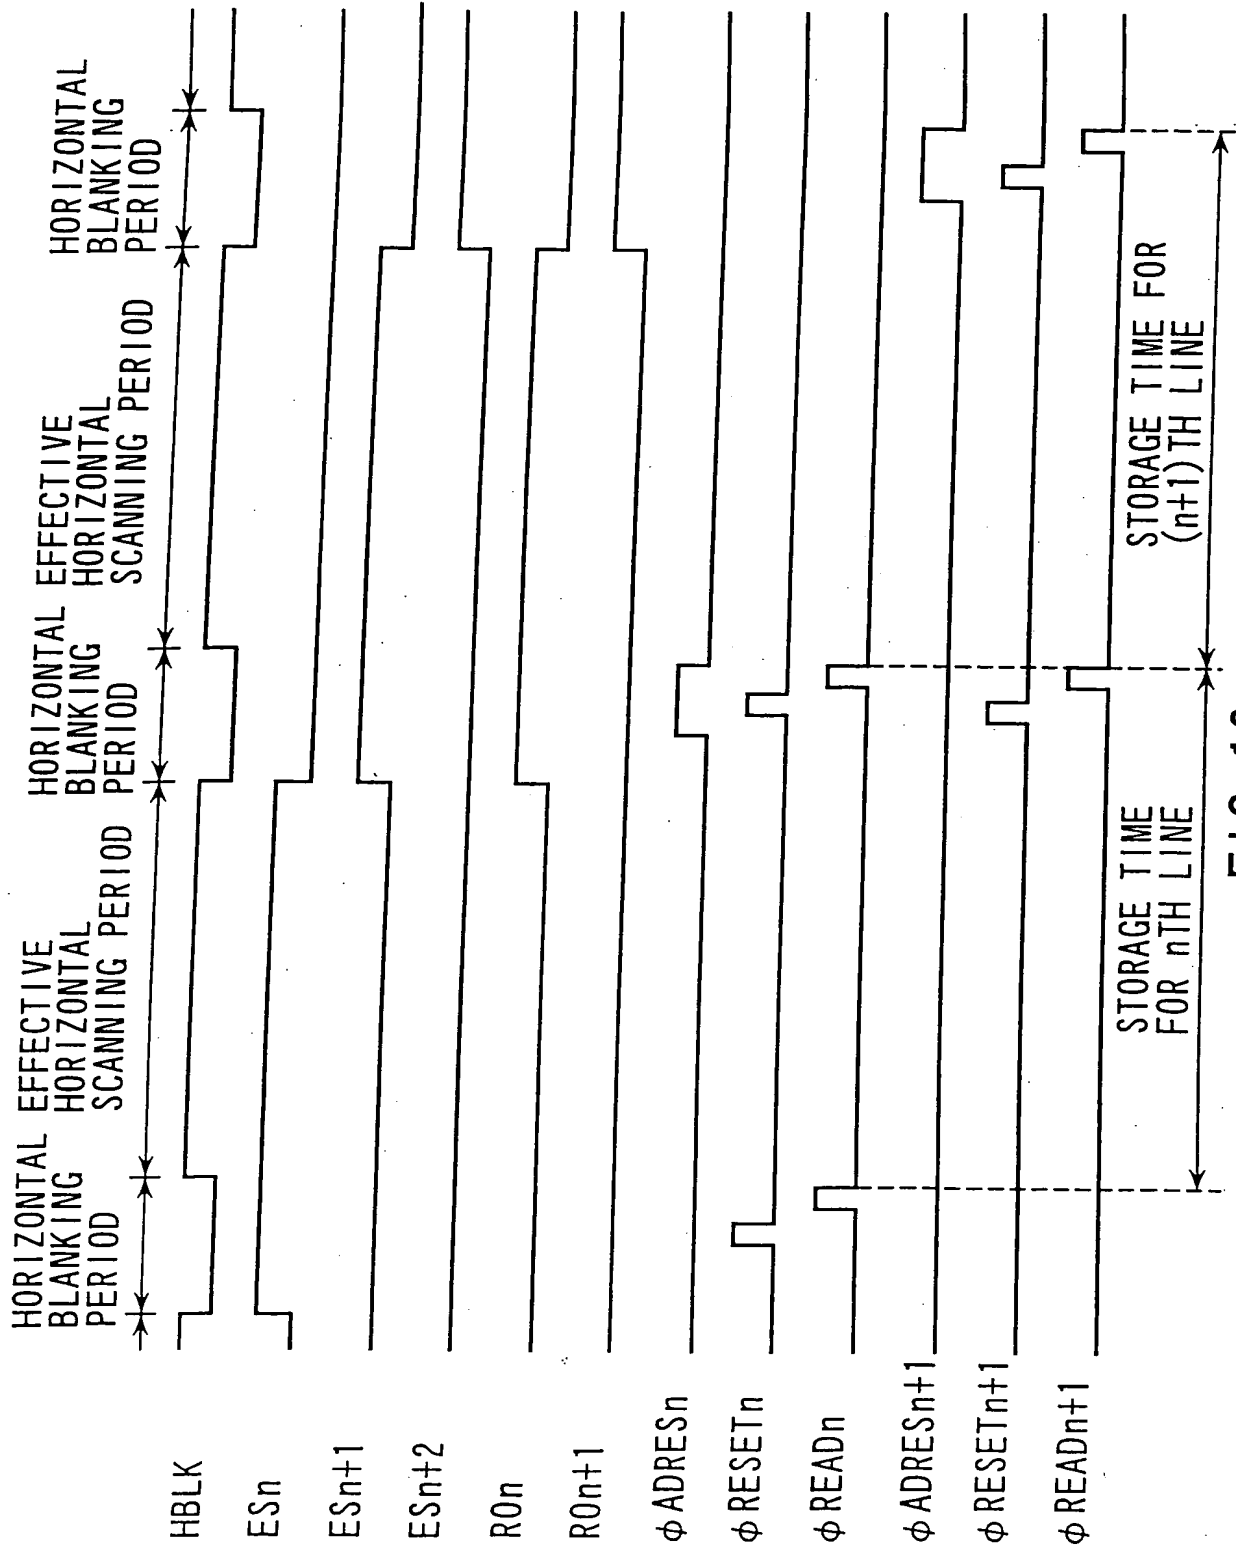 HORIZONTAL
BLANKING
PERIOD
EFFECTIVE
HORIZONTAL
SCANNING PERIOD
HORIZONTAL
BLANKING
PERIOD
EFFECTIVE
HORIZONTAL
SCANNING PERIOD
HORIZONTAL
BLANKING
PERIOD
HBLK
ESn
ESn+1
ESn+2
ROn
ROn+1
φADRESn
φRESETn
φREADn
φADRESn+1
φRESETn+1
φREADn+1
STORAGE TIME
FOR nTH LINE
STORAGE TIME FOR
(n+1)TH LINE